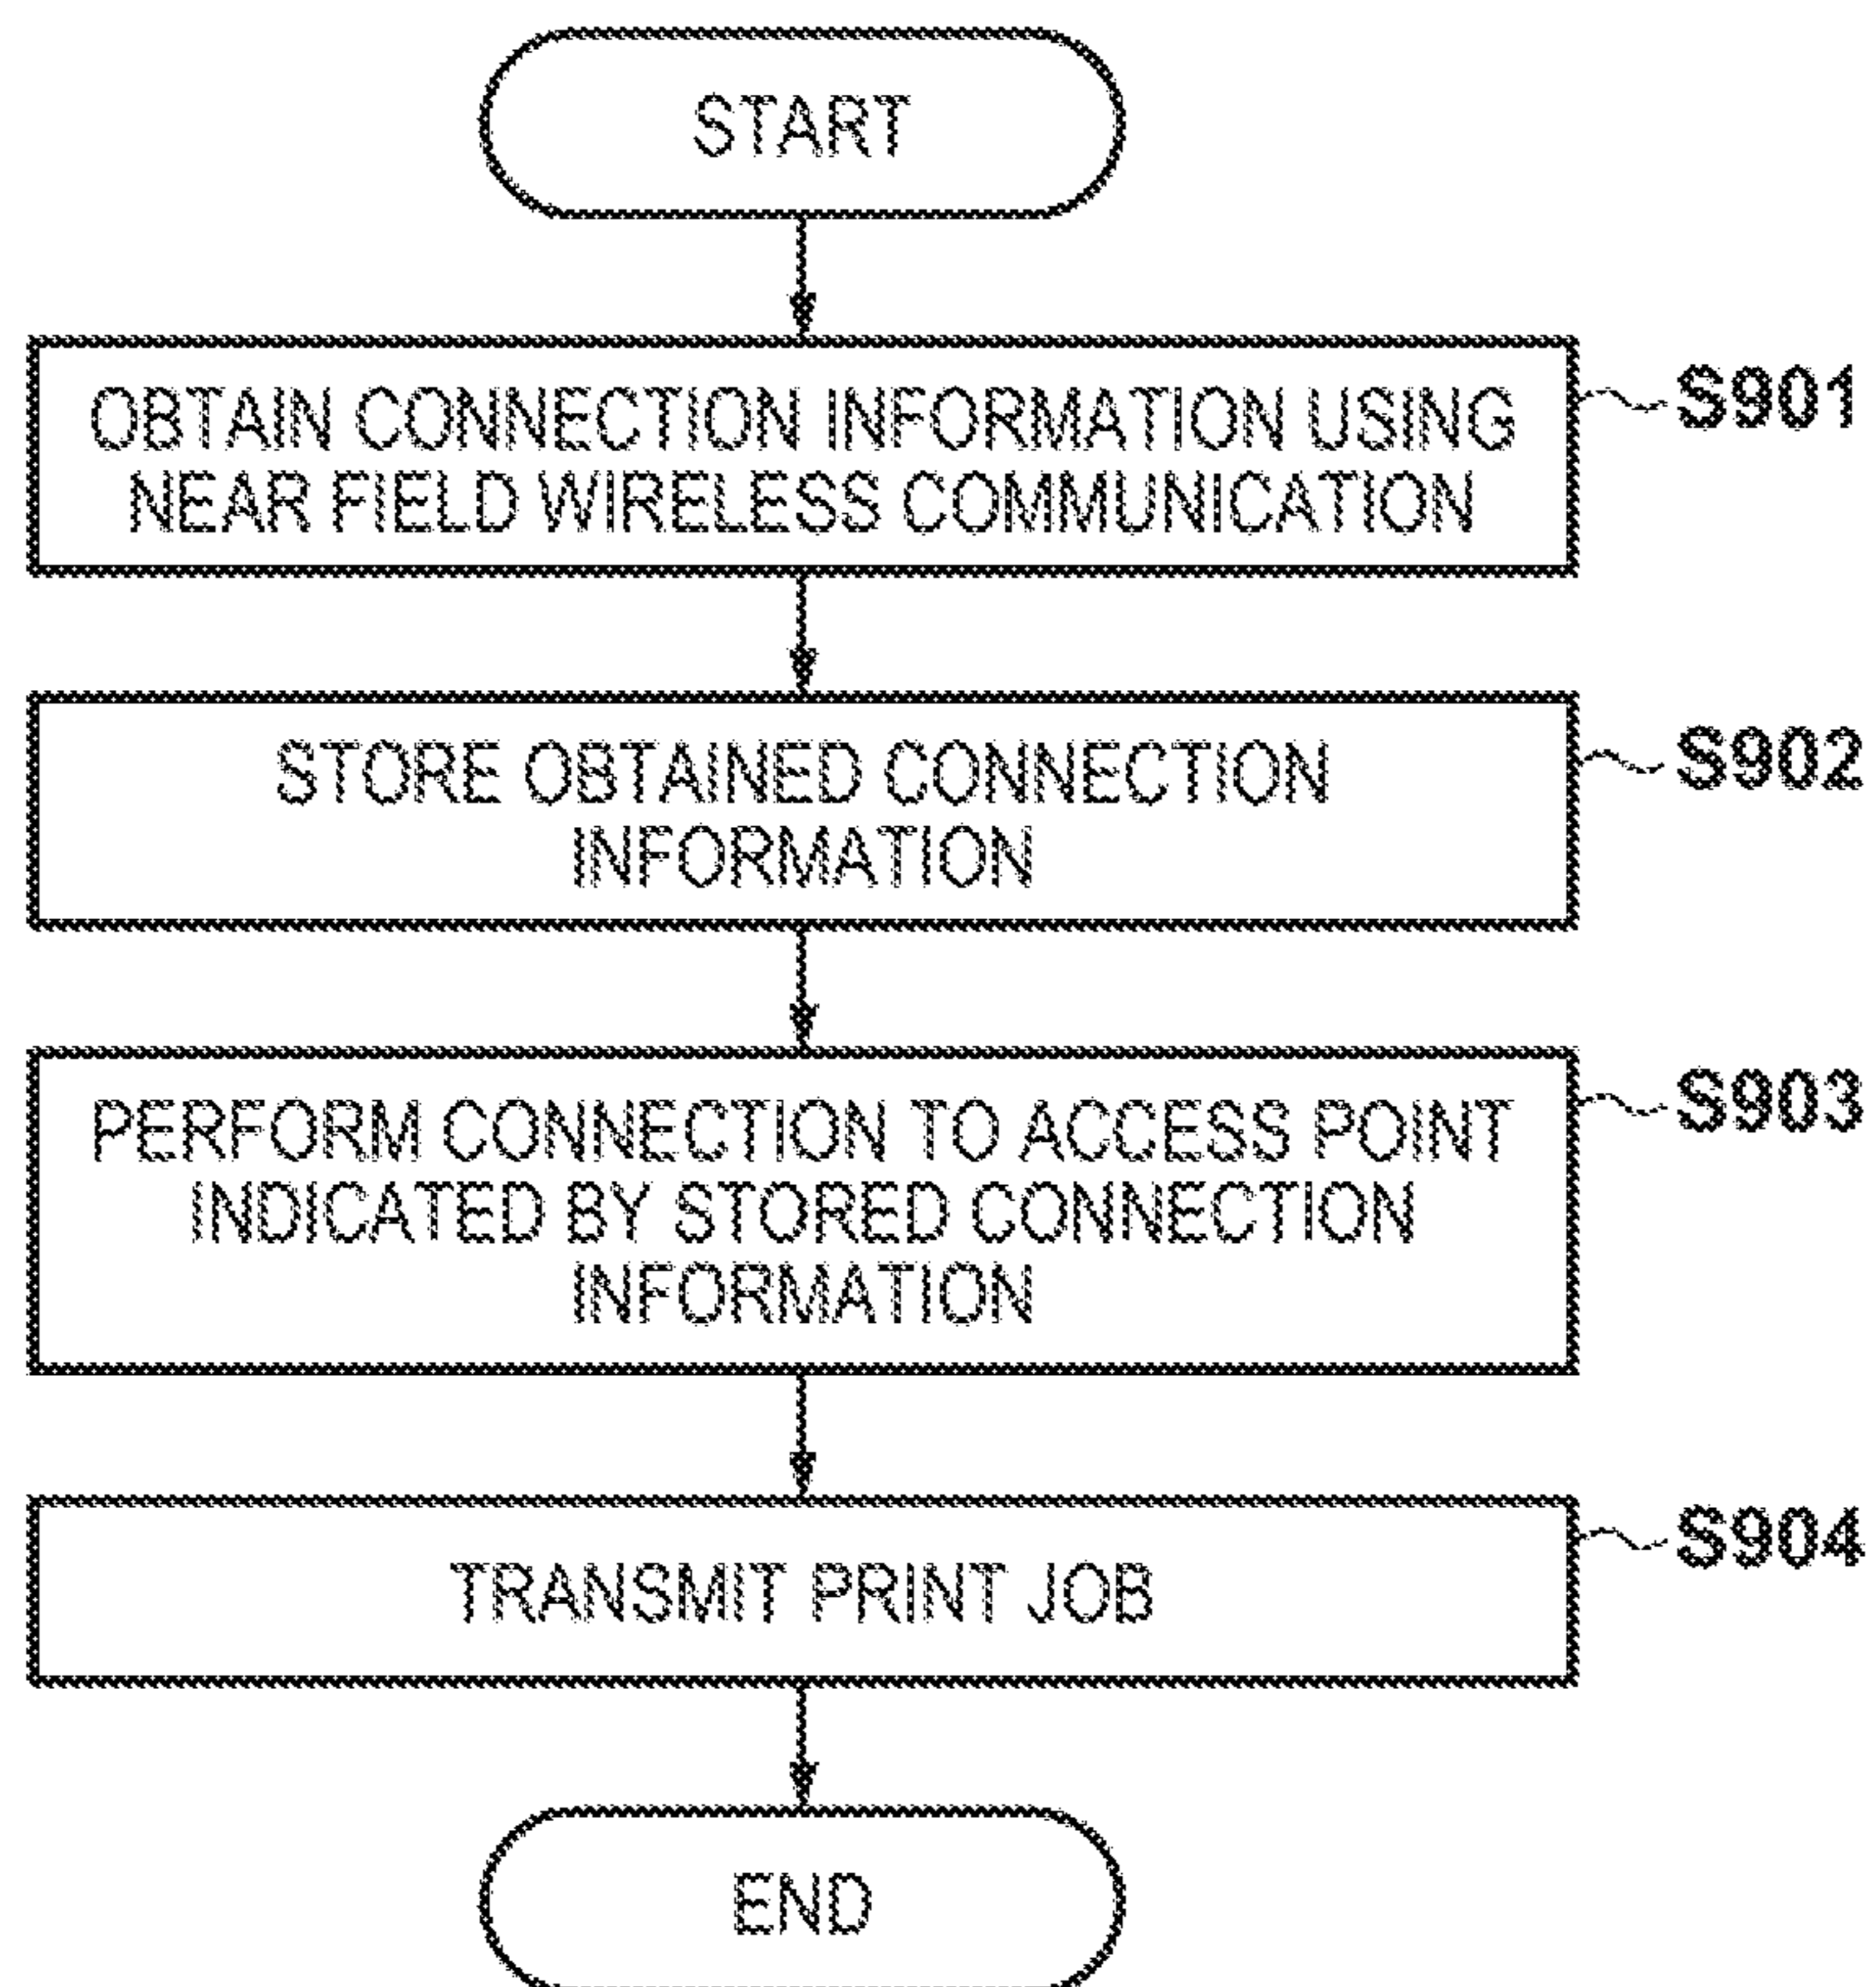 START
OBTAIN CONNECTION INFORMATION USING
NEAR FIELD WIRELESS COMMUNICATION
S901
STORE OBTAINED CONNECTION
INFORMATION
S902
PERFORM CONNECTION TO ACCESS POINT
INDICATED BY STORED CONNECTION
INFORMATION
S903
TRANSMIT PRINT JOB
S904
END